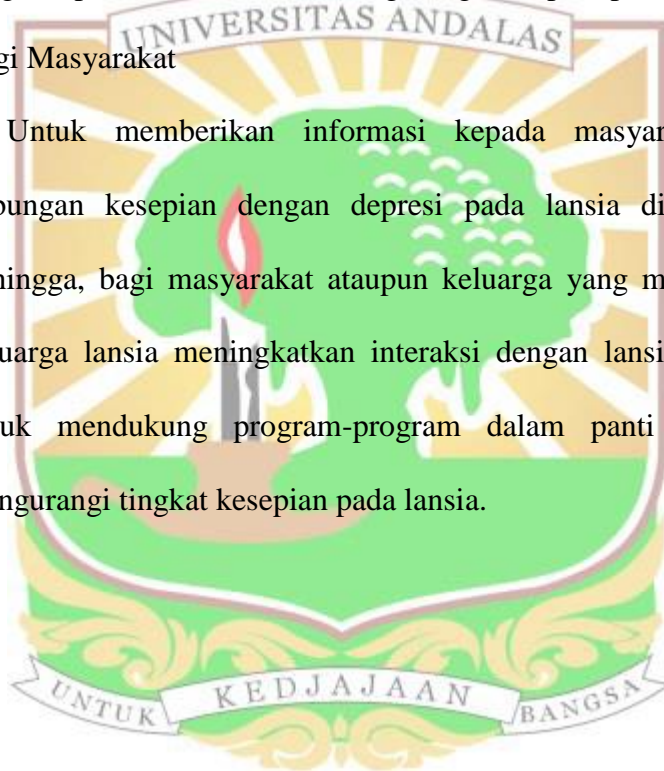 UNIVERSITAS ANDALAS
gi Masyarakat
Untuk memberikan informasi kepada masyar
ungan kesepian dengan depresi pada lansia di
ingga, bagi masyarakat ataupun keluarga yang m
uarga lansia meningkatkan interaksi dengan lansi
uk mendukung program-program dalam panti
ngurangi tingkat kesepian pada lansia.
UNTUK KEDJAJAAN BANGSA